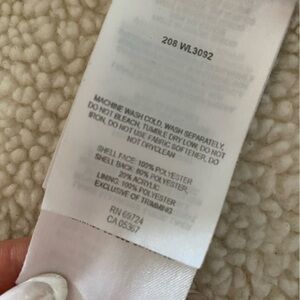 208 WL3092
MACHINE WASH COLD, WASH SEPARATELY,
DO NOT BLEACH, TUMBLE DRY LOW, DO NOT
IRON, DO NOT USE FABRIC SOFTENER, DO
NOT DRYCLEAN
SHELL FACE: 100% POLYESTER
SHELL BACK: 80% POLYESTER,
20% ACRYLIC
LINING: 100% POLYESTER
EXCLUSIVE OF TRIMMING
RN 69724
CA 05367